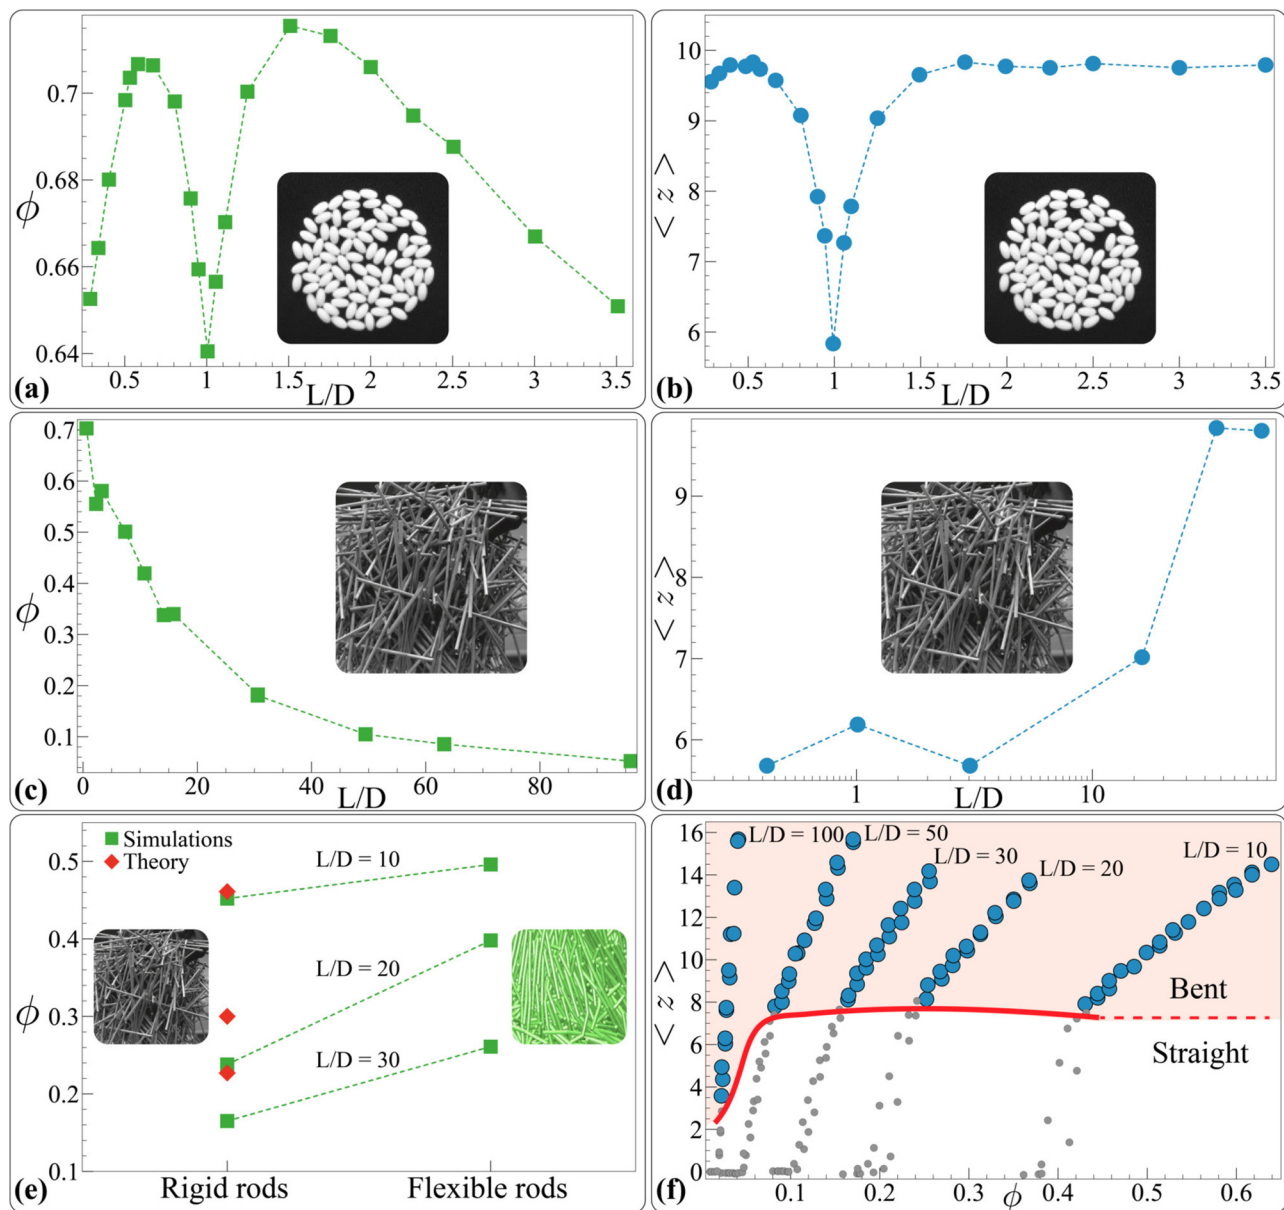 0.7
0.68
ϕ
0.66
0.64
0.5
1
1.5
2
2.5
3
3.5
(a)
L/D
10
9
8
< z >
7
6
0.5
1
1.5
2
2.5
3
3.5
(b)
L/D
0.7
0.6
0.5
0.4
ϕ
0.3
0.2
0.1
0
20
40
60
80
(c)
L/D
9
8
< z >
7
6
1
10
(d)
L/D
Simulations
Theory
0.5
0.4
ϕ
0.3
0.2
0.1
L/D = 10
L/D = 20
L/D = 30
Rigid rods
Flexible rods
(e)
16
14
12
10
< z >
8
6
4
2
0
L/D = 100
L/D = 50
L/D = 30
L/D = 20
L/D = 10
Bent
Straight
0.1
0.2
0.3
0.4
0.5
0.6
(f)
ϕ